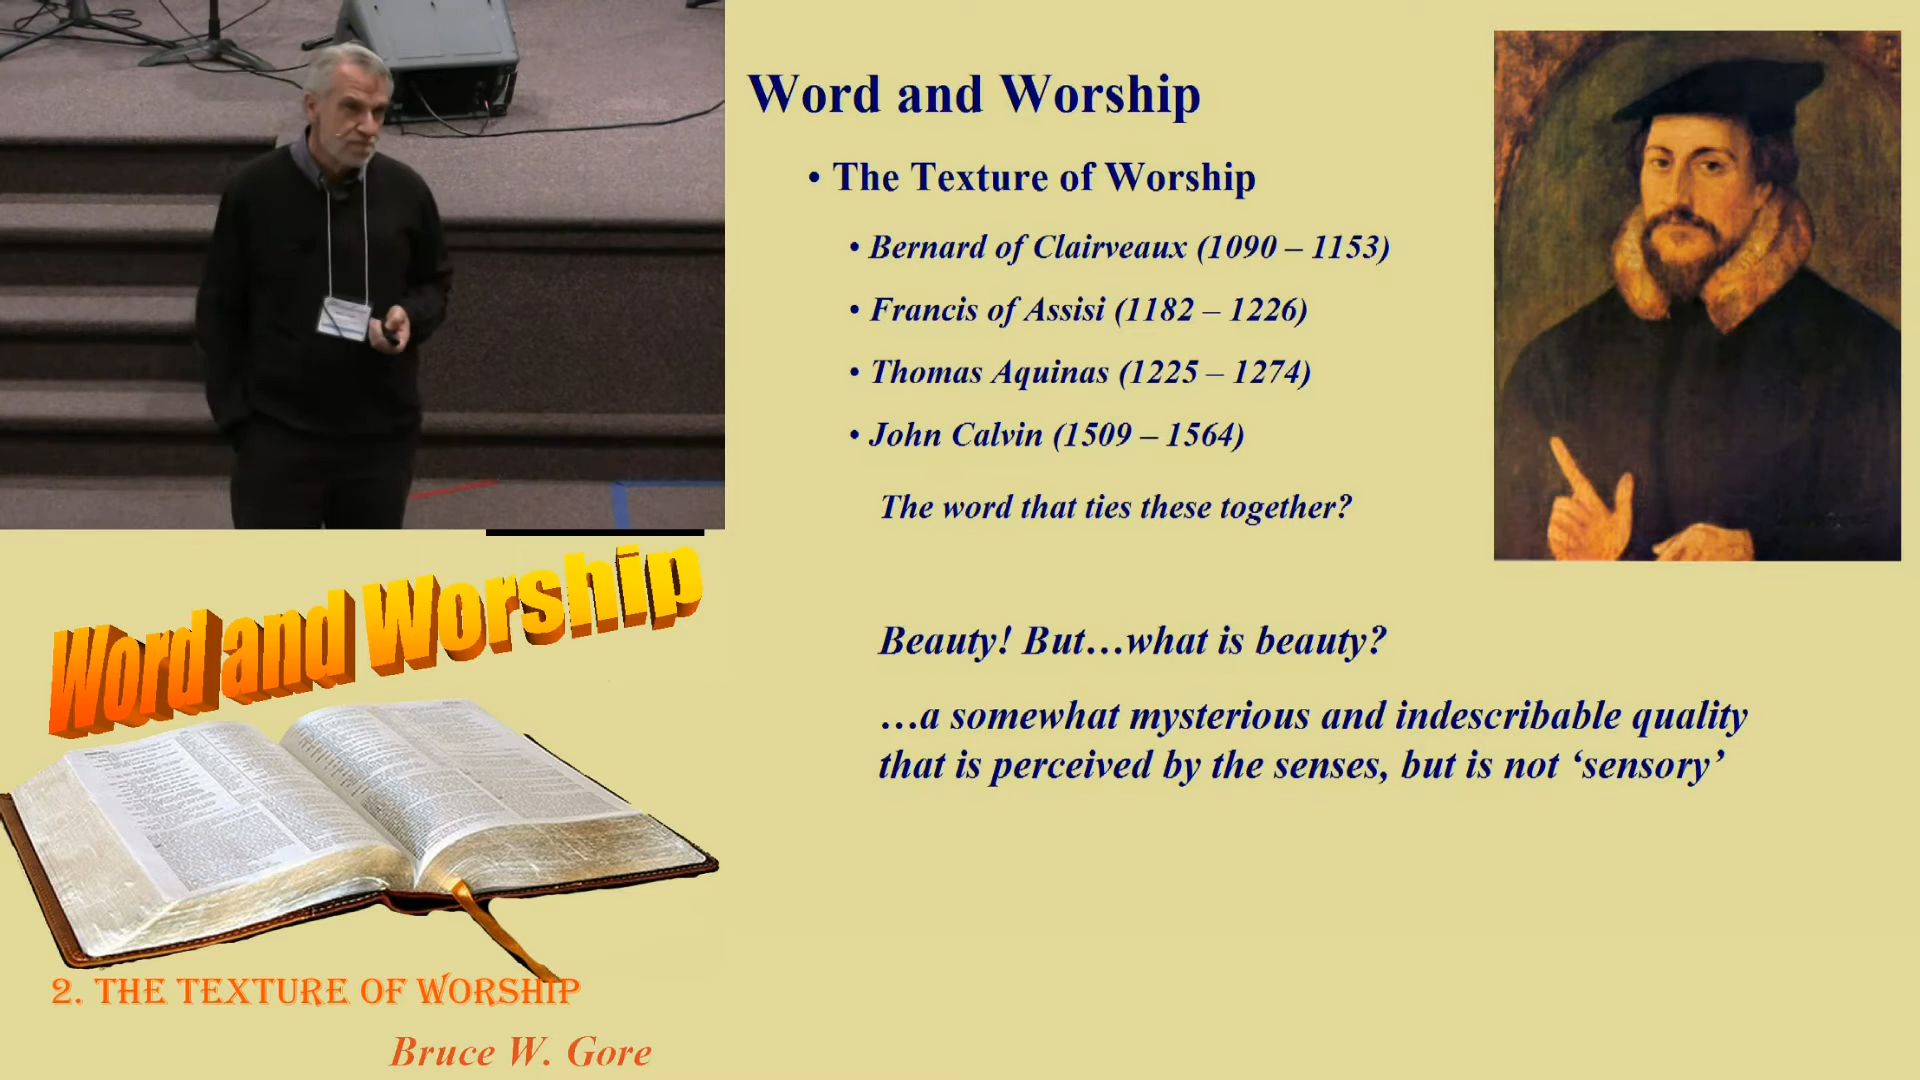 Word and Worship
• The Texture of Worship
• Bernard of Clairveaux (1090 – 1153)
• Francis of Assisi (1182 – 1226)
• Thomas Aquinas (1225 – 1274)
• John Calvin (1509 – 1564)
The word that ties these together?
Beauty! But…what is beauty?
…a somewhat mysterious and indescribable quality
that is perceived by the senses, but is not ‘sensory’
Word and Worship
2. THE TEXTURE OF WORSHIP
Bruce W. Gore